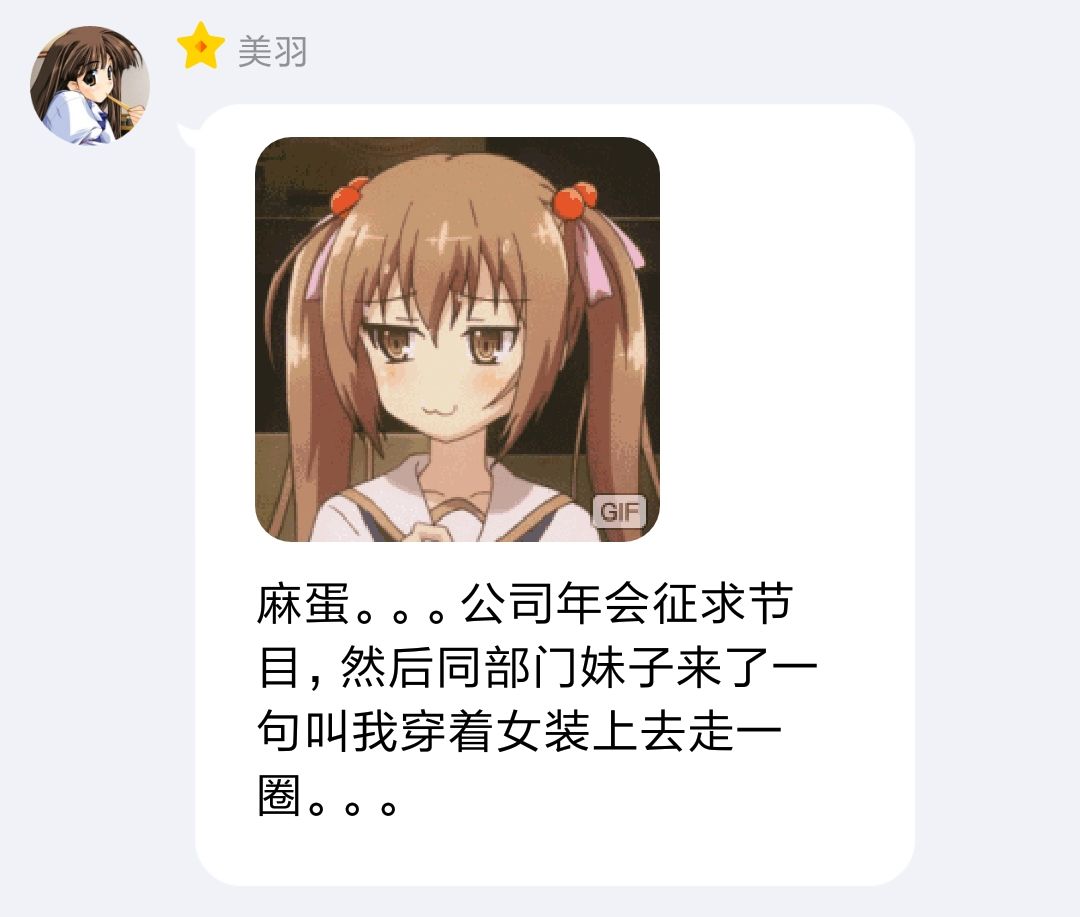 美羽
GIF
麻蛋。。。公司年会征求节
目，然后同部门妹子来了一
句叫我穿着女装上去走一
圈。。。